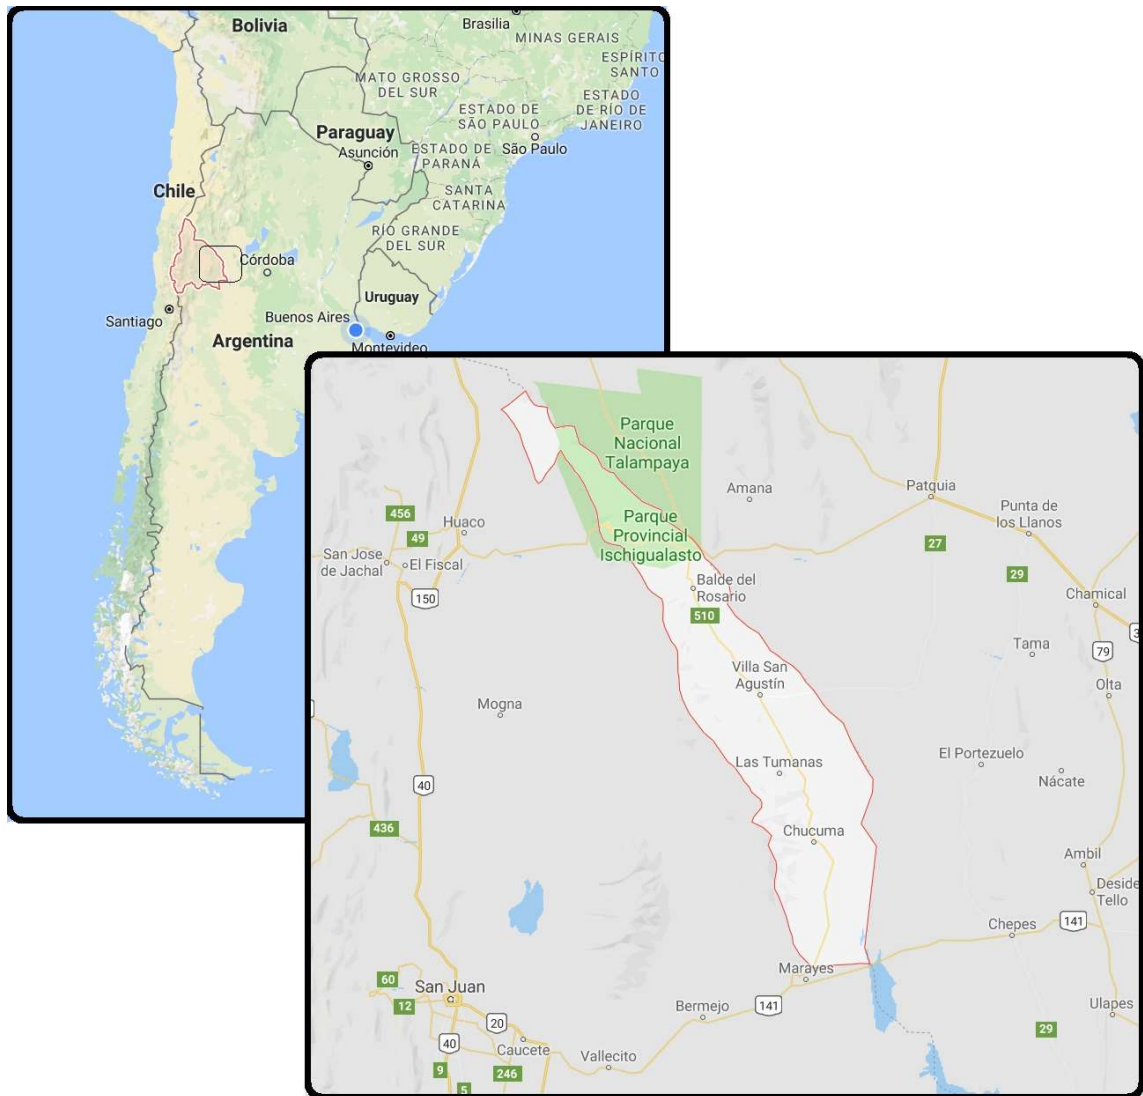 Bolivia
Brasilia
MINAS GERAIS
ESPÍRITO
SANTO
MATO GROSSO
DEL SUR
ESTADO DE
SÃO PAULO
ESTADO
DE RÍO DE
JANEIRO
Paraguay
Asunción
São Paulo
ESTADO DE
PARANÁ
Chile
SANTA
CATARINA
RÍO GRANDE
DEL SUR
Córdoba
Uruguay
Santiago
Buenos Aires
Argentina
Montevideo
Parque
Nacional
Talampaya
Amana
Patquia
Punta de
los Llanos
456
Huaco
49
Parque
Provincial
Ischigualasto
27
San Jose
de Jachal
El Fiscal
29
150
Balde del
Rosario
Chamical
510
3
Tama
79
Villa San
Agustín
Olta
Mogna
El Portezuelo
Las Tumanas
Nácate
40
436
Chucuma
Ambil
Deside
Tello
141
Chepes
Marayes
60
San Juan
12
Bermejo
141
Ulapes
20
29
40
Caucete
Vallecito
9
246
5